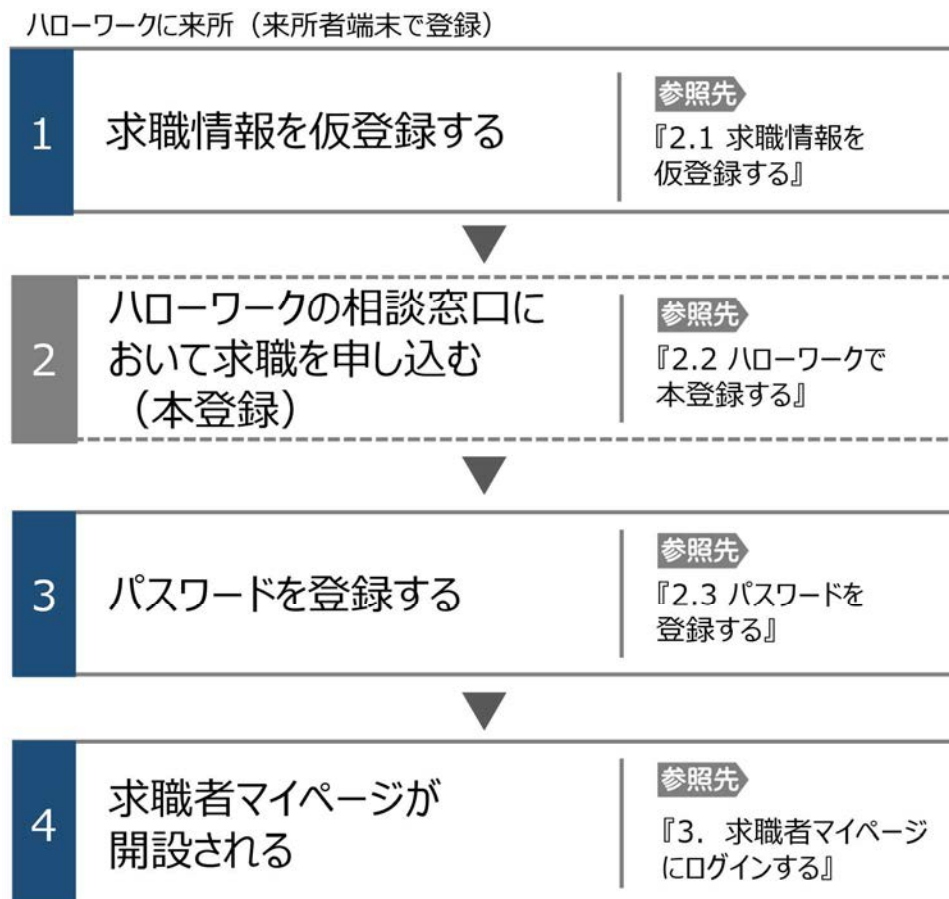 ハローワークに来所（来所者端末で登録）
1
求職情報を仮登録する
参照先
『2.1 求職情報を
仮登録する』
2
ハローワークの相談窓口に
おいて求職を申し込む
（本登録）
参照先
『2.2 ハローワークで
本登録する』
3
パスワードを登録する
参照先
『2.3 パスワードを
登録する』
4
求職者マイページが
開設される
参照先
『3. 求職者マイページ
にログインする』